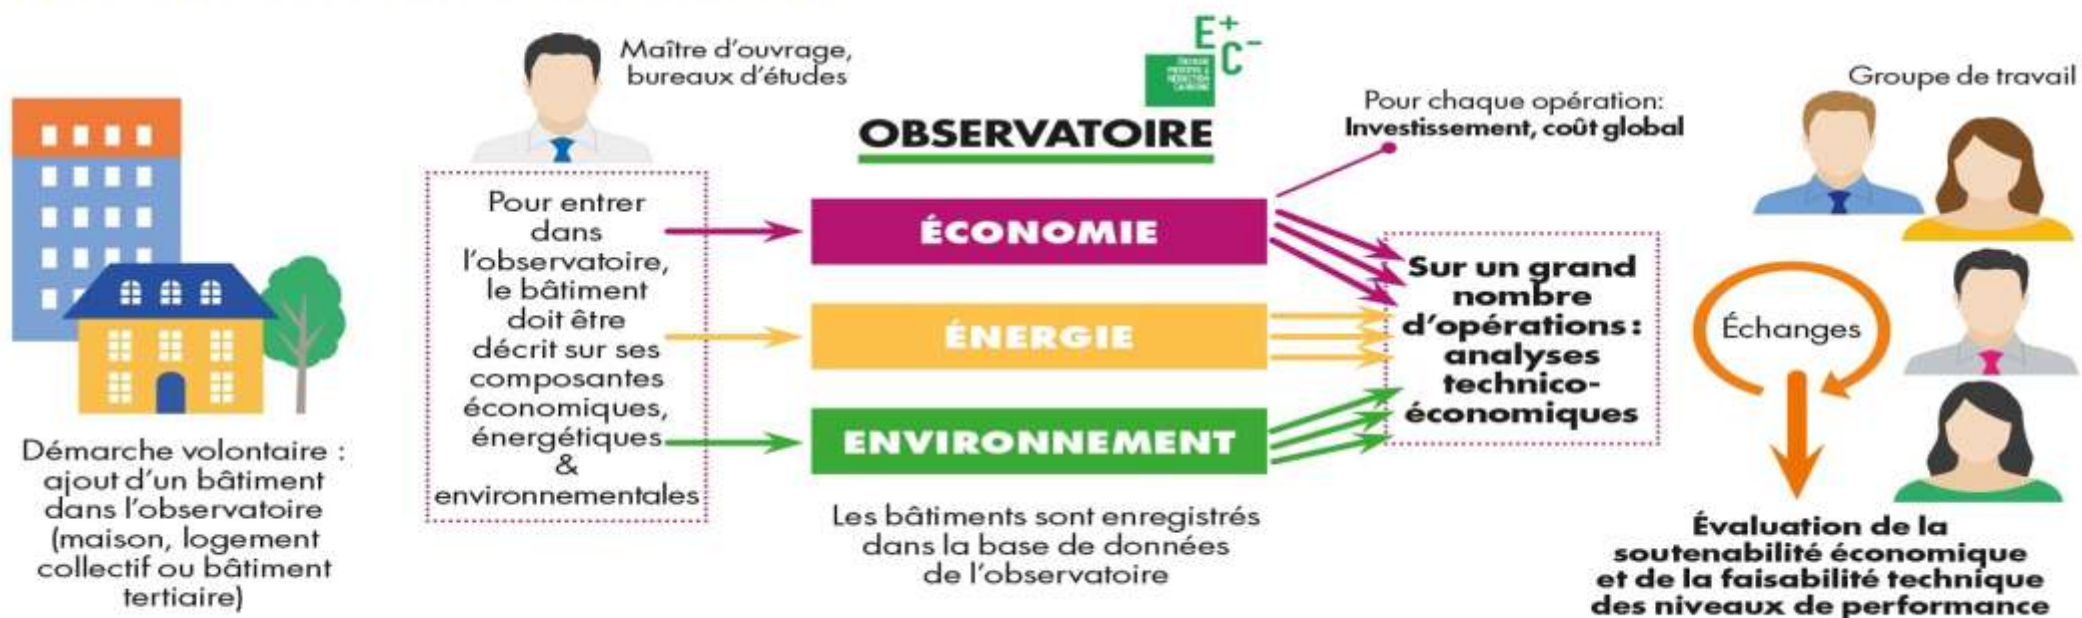 Maître d'ouvrage,
bureaux d'études
E+
C-
OBSERVATOIRE
Pour chaque opération:
Investissement, coût global
Groupe de travail
Démarche volontaire :
ajout d'un bâtiment
dans l'observatoire
(maison, logement
collectif ou bâtiment
tertiaire)
Pour entrer
dans
l'observatoire,
le bâtiment
doit être
décrit sur ses
composantes
économiques,
énergétiques
&
environnementales
ÉCONOMIE
ÉNERGIE
ENVIRONNEMENT
Les bâtiments sont enregistrés
dans la base de données
de l'observatoire
Sur un grand
nombre
d'opérations :
analyses
technico-
économiques
Échanges
Évaluation de la
soutenabilité économique
et de la faisabilité technique
des niveaux de performance